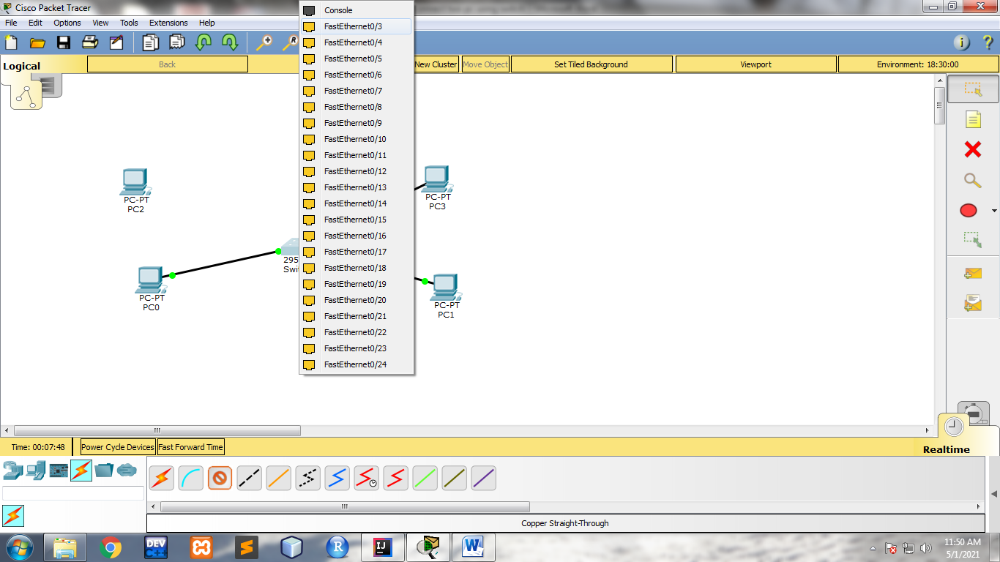 Cisco Packet Tracer
File Edit Options View Tools Extensions Help
Logical
Back
New Cluster
Move Object
Set Tiled Background
Viewport
Environment: 18:30:00
Console
FastEthernet0/3
FastEthernet0/4
FastEthernet0/5
FastEthernet0/6
FastEthernet0/7
FastEthernet0/8
FastEthernet0/9
FastEthernet0/10
FastEthernet0/11
FastEthernet0/12
FastEthernet0/13
FastEthernet0/14
FastEthernet0/15
FastEthernet0/16
FastEthernet0/17
FastEthernet0/18
FastEthernet0/19
FastEthernet0/20
FastEthernet0/21
FastEthernet0/22
FastEthernet0/23
FastEthernet0/24
PC-PT
PC2
PC-PT
PC3
295
Swit
PC-PT
PC0
PC-PT
PC1
Time: 00:07:48
Power Cycle Devices
Fast Forward Time
Realtime
Copper Straight-Through
DEV
C++
R
IJ
W
11:50 AM
5/1/2021